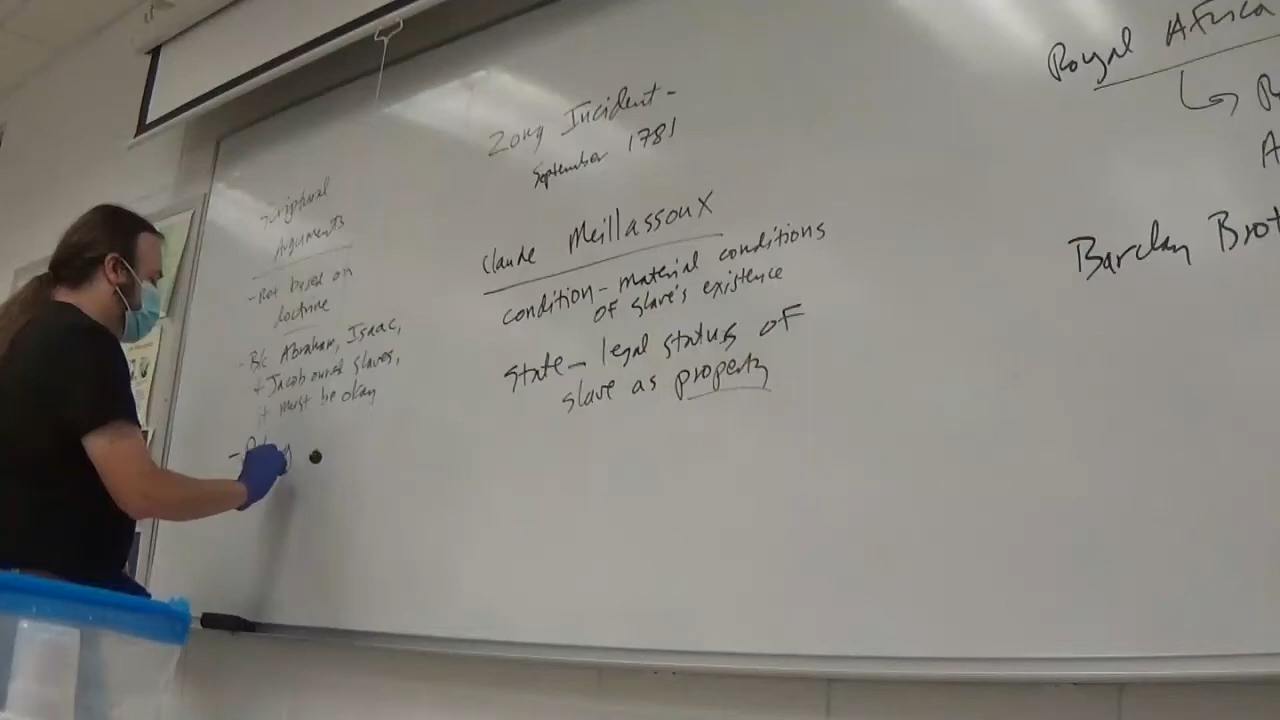 Scriptural
Arguments
- Not based on
doctrine
- B/c Abraham, Isaac,
+ Jacob owned slaves,
it must be okay
Zong Incident -
September 1781
Claude Meillassoux
condition - material conditions
of slave's existence
State - legal status of
slave as property
Royal Africa
Barclay Brot